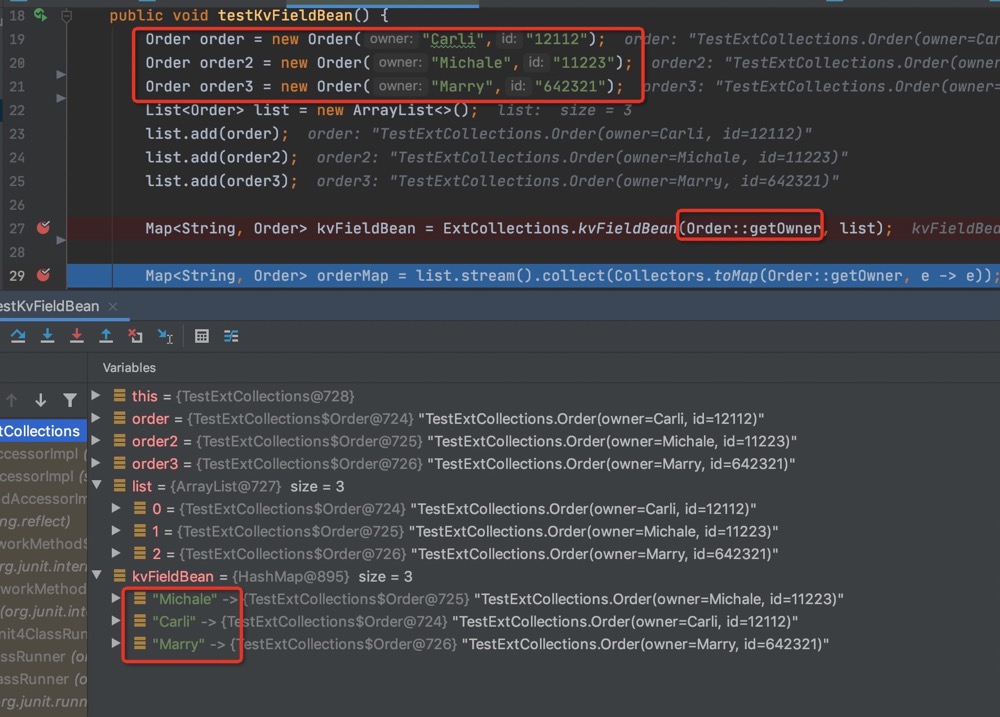 18 public void testKvFieldBean() {
19 Order order = new Order( owner: "Carli", id: "12112"); order: "TestExtCollections.Order(owner=Car
20 Order order2 = new Order( owner: "Michale", id: "11223"); order2: "TestExtCollections.Order(owner=
21 Order order3 = new Order( owner: "Marry", id: "642321"); order3: "TestExtCollections.Order(owner=
22 List<Order> list = new ArrayList<>(); list: size = 3
23 list.add(order); order: "TestExtCollections.Order(owner=Carli, id=12112)"
24 list.add(order2); order2: "TestExtCollections.Order(owner=Michale, id=11223)"
25 list.add(order3); order3: "TestExtCollections.Order(owner=Marry, id=642321)"
26
27 Map<String, Order> kvFieldBean = ExtCollections.kvFieldBean(Order::getOwner, list); kvFieldBea
28
29 Map<String, Order> orderMap = list.stream().collect(Collectors.toMap(Order::getOwner, e -> e));
estKvFieldBean ×
Variables
this = {TestExtCollections@728}
order = {TestExtCollections$Order@724} "TestExtCollections.Order(owner=Carli, id=12112)"
tCollections
order2 = {TestExtCollections$Order@725} "TestExtCollections.Order(owner=Michale, id=11223)"
ccessorImpl (
order3 = {TestExtCollections$Order@726} "TestExtCollections.Order(owner=Marry, id=642321)"
cessorImpl (s
list = {ArrayList@727} size = 3
dAccessorIm
0 = {TestExtCollections$Order@724} "TestExtCollections.Order(owner=Carli, id=12112)"
ng.reflect)
1 = {TestExtCollections$Order@725} "TestExtCollections.Order(owner=Michale, id=11223)"
workMethod$
2 = {TestExtCollections$Order@726} "TestExtCollections.Order(owner=Marry, id=642321)"
rg.junit.inter
kvFieldBean = {HashMap@895} size = 3
workMethod
"Michale" -> {TestExtCollections$Order@725} "TestExtCollections.Order(owner=Michale, id=11223)"
(org.junit.int
"Carli" -> {TestExtCollections$Order@724} "TestExtCollections.Order(owner=Carli, id=12112)"
nit4ClassRun
"Marry" -> {TestExtCollections$Order@726} "TestExtCollections.Order(owner=Marry, id=642321)"
ssRunner (o
assRunner (o
org.junit.runn